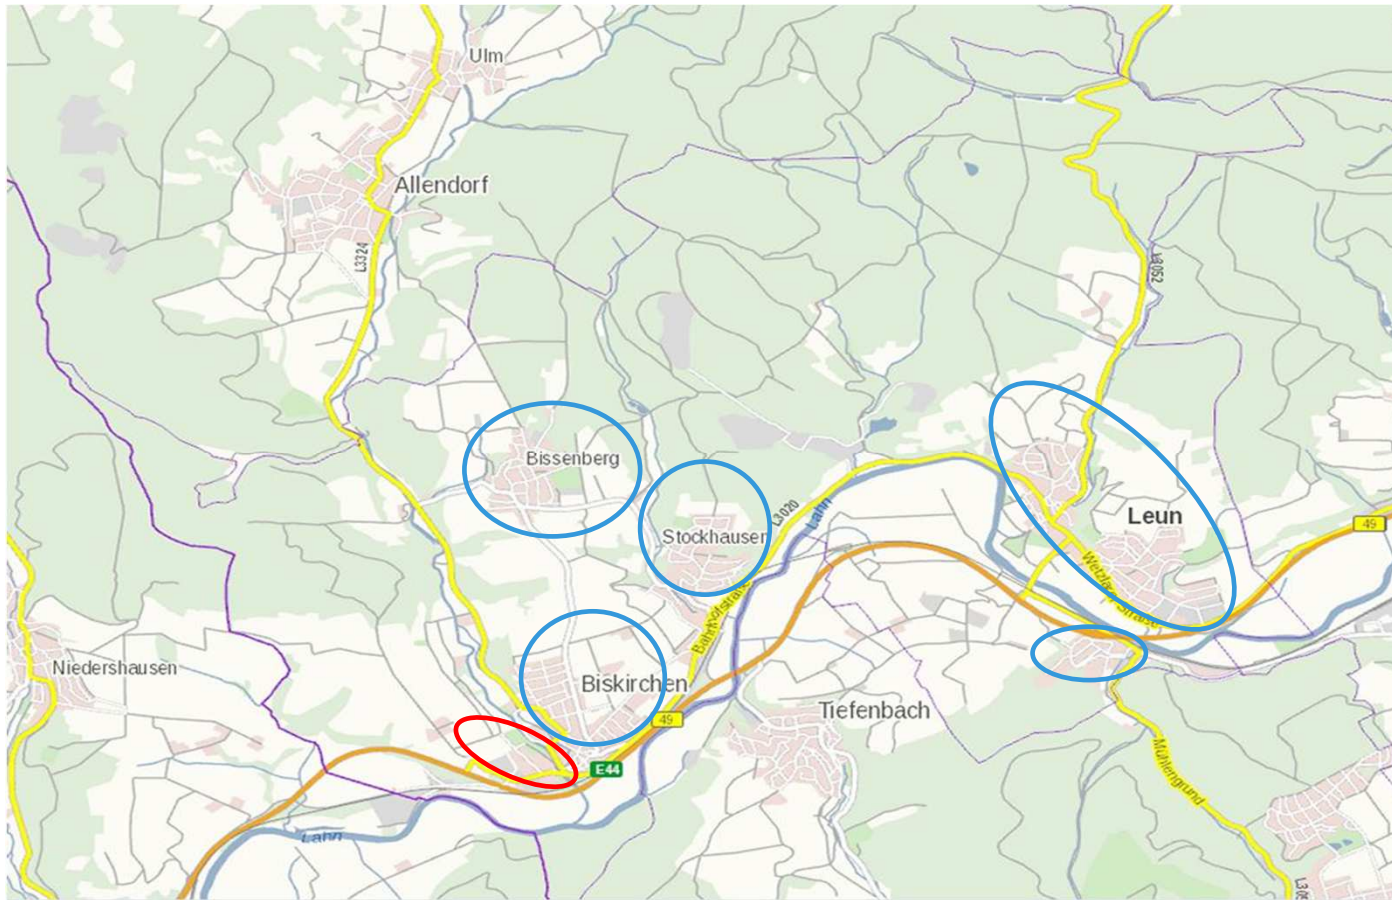 Ulm
Allendorf
L3324
L3052
Bissenberg
Stockhausen
L3020
Lahn
Leun
49
Wetzlarer Straße
Bahnhofstraße
Niedershausen
Biskirchen
49
Tiefenbach
E44
Mühlengrund
Lahn